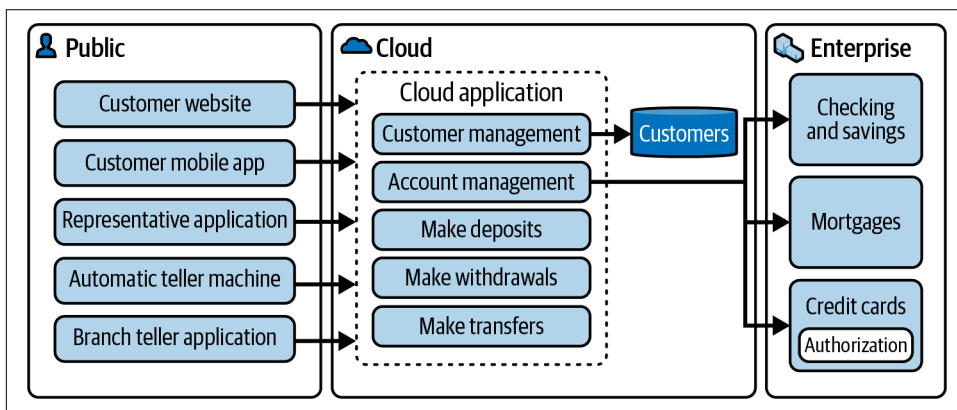 Public
Customer website
Customer mobile app
Representative application
Automatic teller machine
Branch teller application
Cloud
Cloud application
Customer management
Account management
Make deposits
Make withdrawals
Make transfers
Customers
Enterprise
Checking
and savings
Mortgages
Credit cards
Authorization